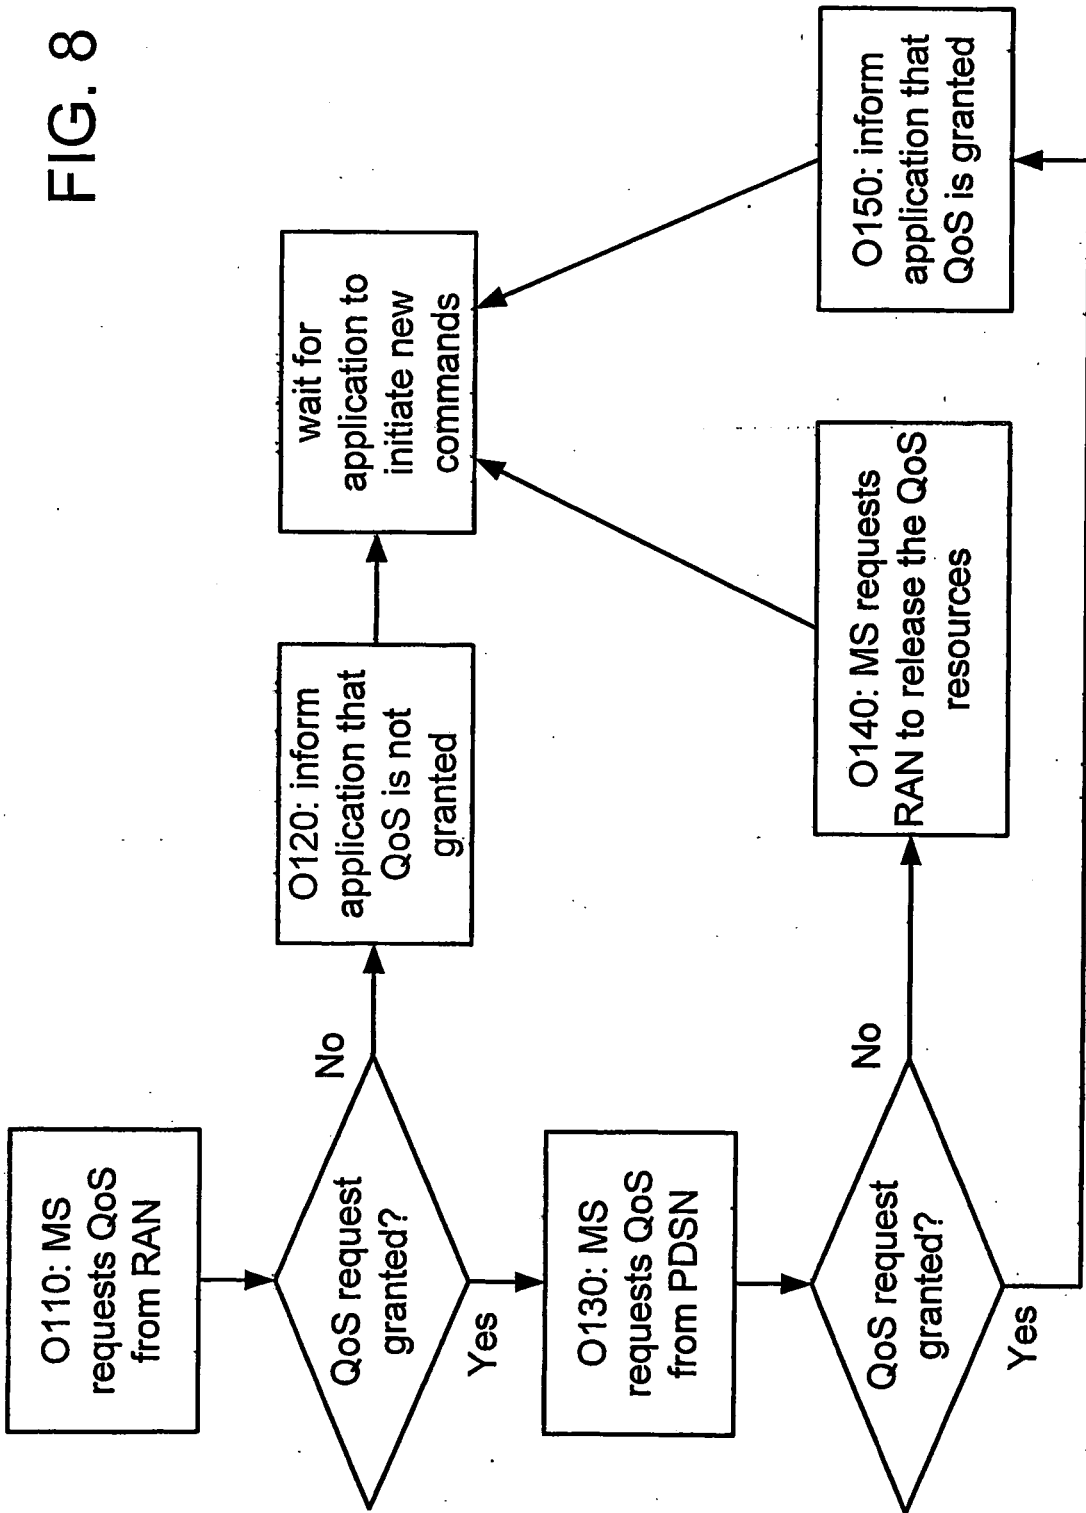 FIG. 8
O110: MS
requests QoS
from RAN
QoS request
granted?
No
Yes
O120: inform
application that
QoS is not
granted
wait for
application to
initiate new
commands
O130: MS
requests QoS
from PDSN
QoS request
granted?
No
Yes
O140: MS requests
RAN to release the QoS
resources
O150: inform
application that
QoS is granted